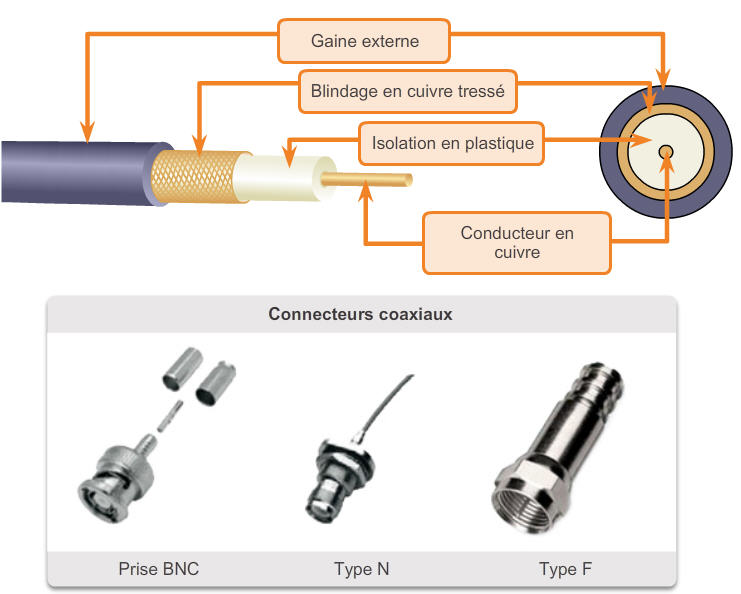 Gaine externe
Blindage en cuivre tressé
Isolation en plastique
Conducteur en
cuivre
Connecteurs coaxiaux
Prise BNC
Type N
Type F